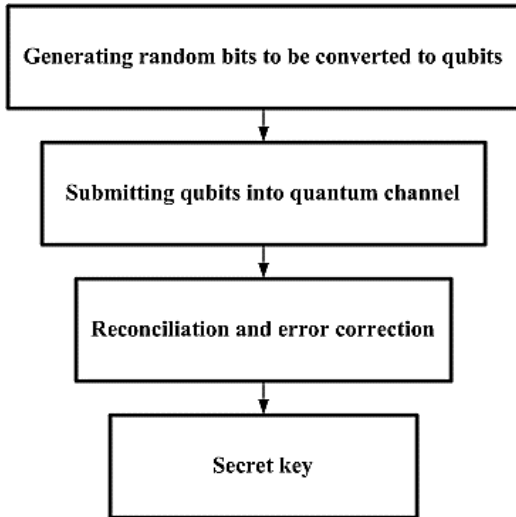 Generating random bits to be converted to qubits
Submitting qubits into quantum channel
Reconciliation and error correction
Secret key